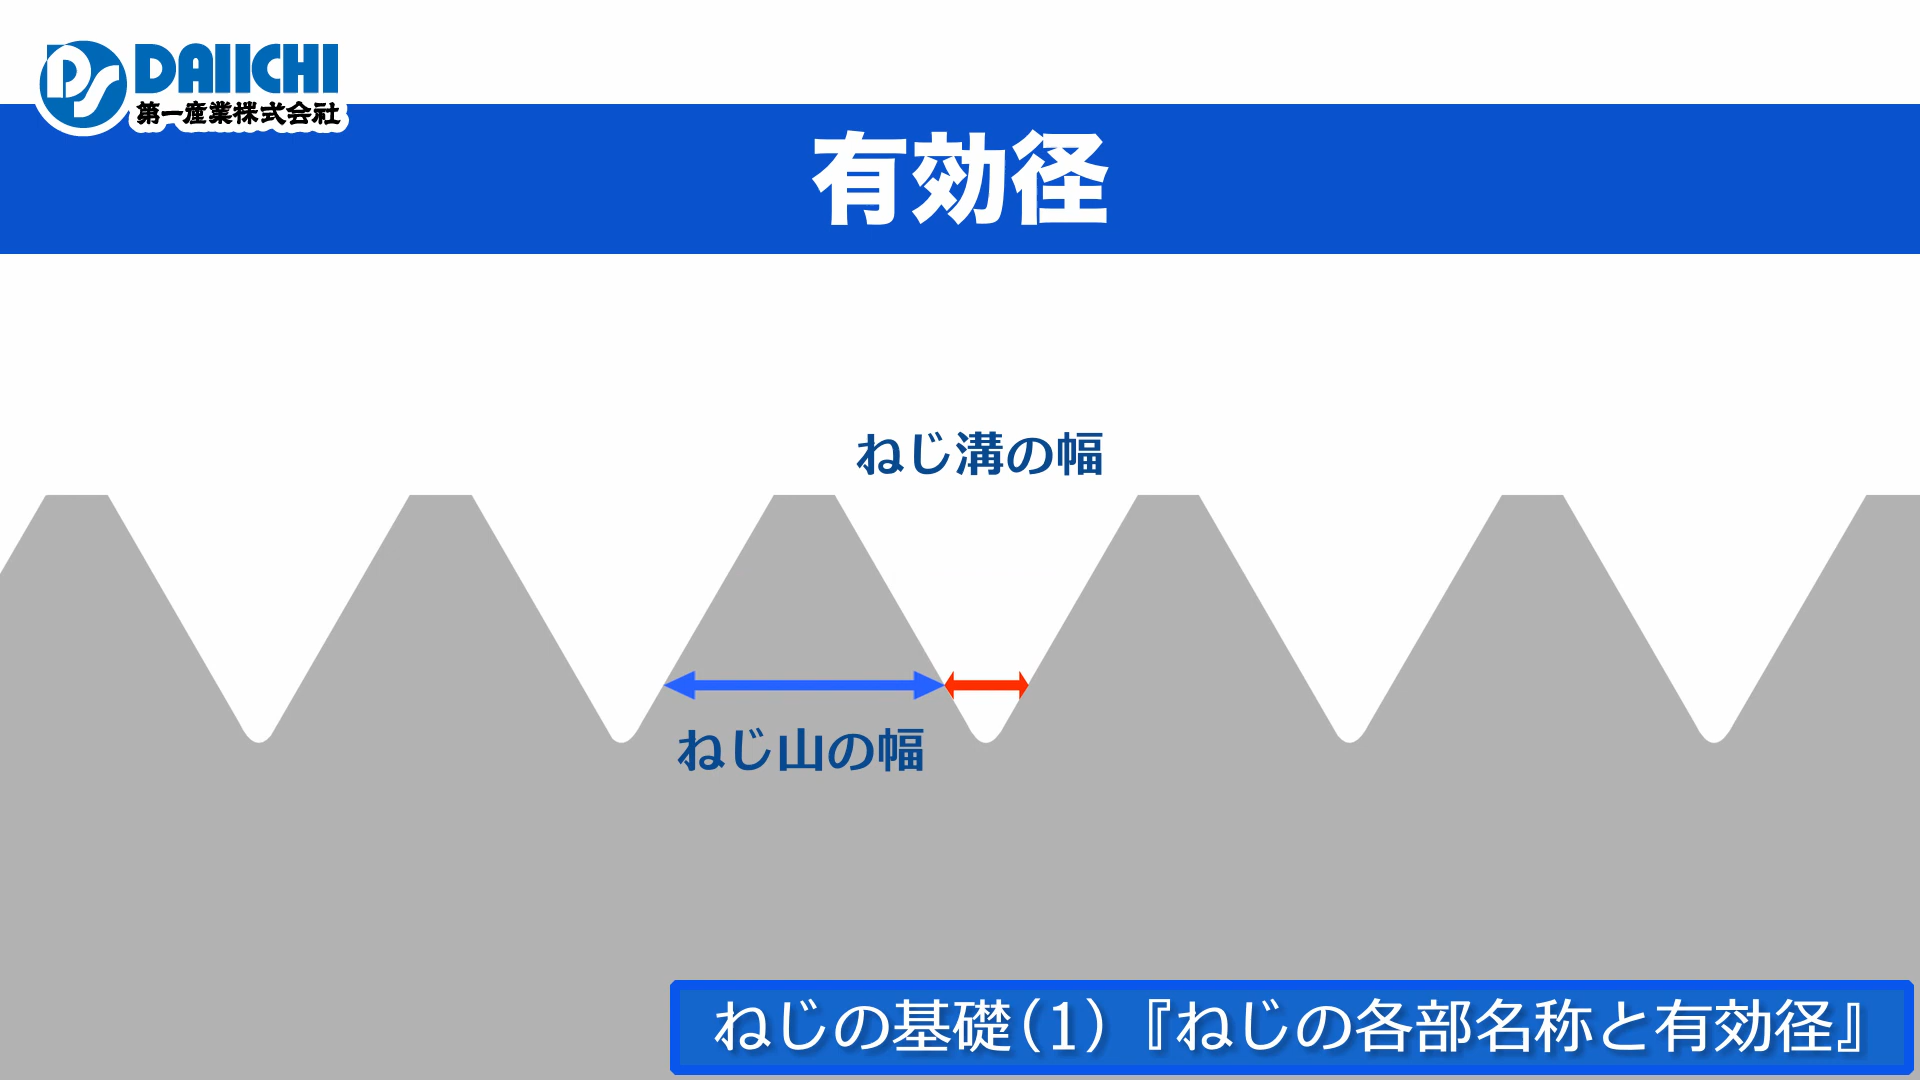 DAIICHI
第一産業株式会社
有効径
ねじ溝の幅
ねじ山の幅
ねじの基礎(1)『ねじの各部名称と有効径』